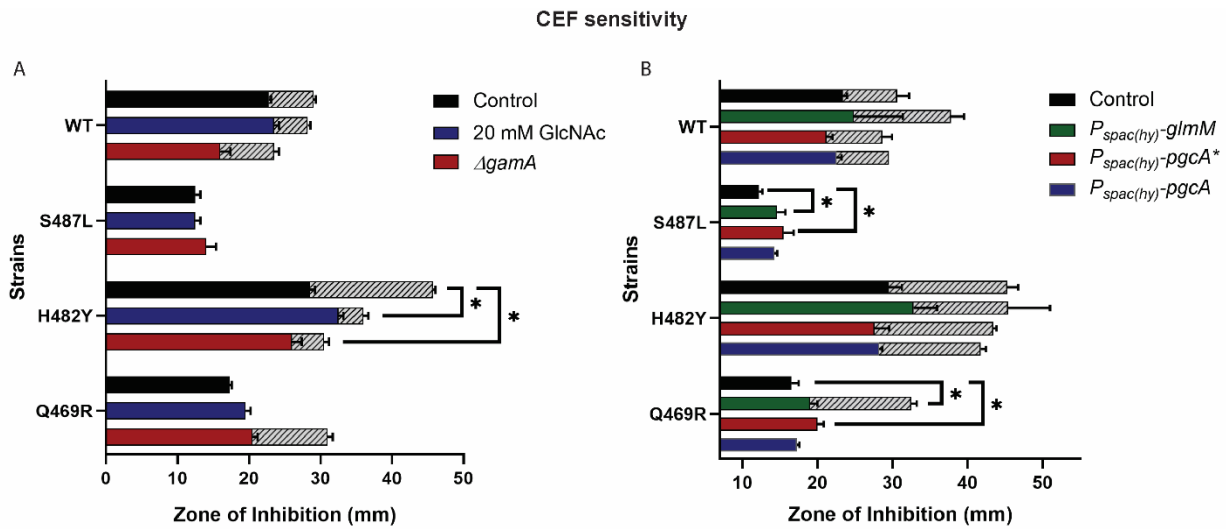 CEF sensitivity
A
Control
20 mM GlcNAc
ΔgamA
Strains
WT
S487L
H482Y
Q469R
*
*
0 10 20 30 40 50
Zone of Inhibition (mm)
B
Control
Pspac(hy)-glmM
Pspac(hy)-pgcA*
Pspac(hy)-pgcA
Strains
WT
S487L
H482Y
Q469R
*
*
*
*
10 20 30 40 50
Zone of Inhibition (mm)